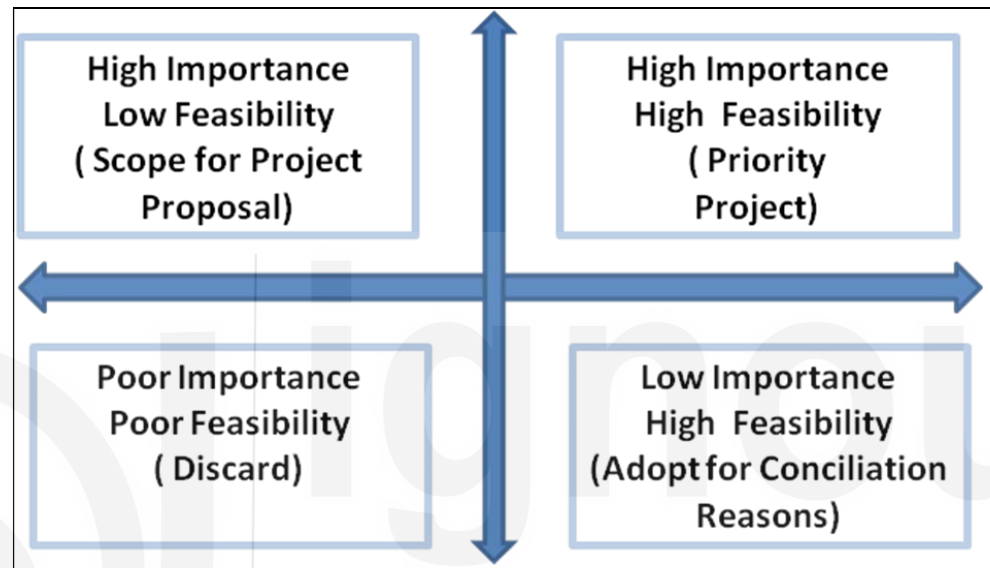 High Importance
Low Feasibility
( Scope for Project
Proposal)
High Importance
High Feasibility
( Priority
Project)
Poor Importance
Poor Feasibility
( Discard)
Low Importance
High Feasibility
(Adopt for Conciliation
Reasons)
ignou